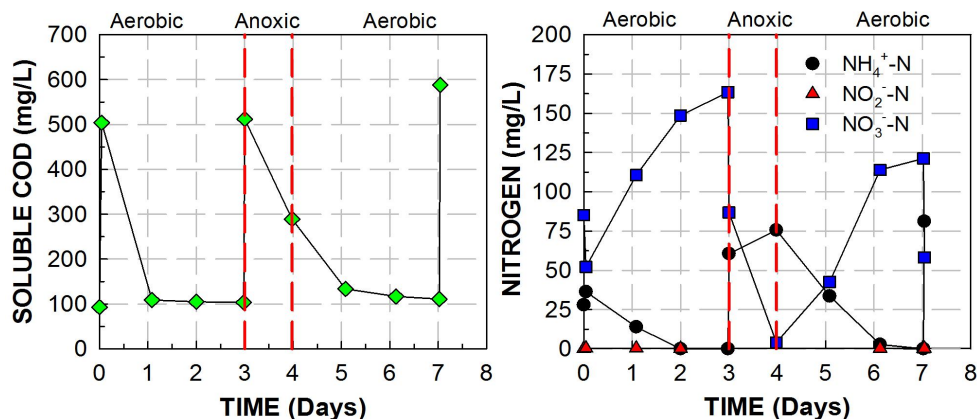 Aerobic Anoxic Aerobic
SOLUBLE COD (mg/L)
700
600
500
400
300
200
100
0
0 1 2 3 4 5 6 7 8
TIME (Days)
Aerobic Anoxic Aerobic
NITROGEN (mg/L)
200
175
150
125
100
75
50
25
0
NH₄⁺-N
NO₂⁻-N
NO₃⁻-N
0 1 2 3 4 5 6 7 8
TIME (Days)